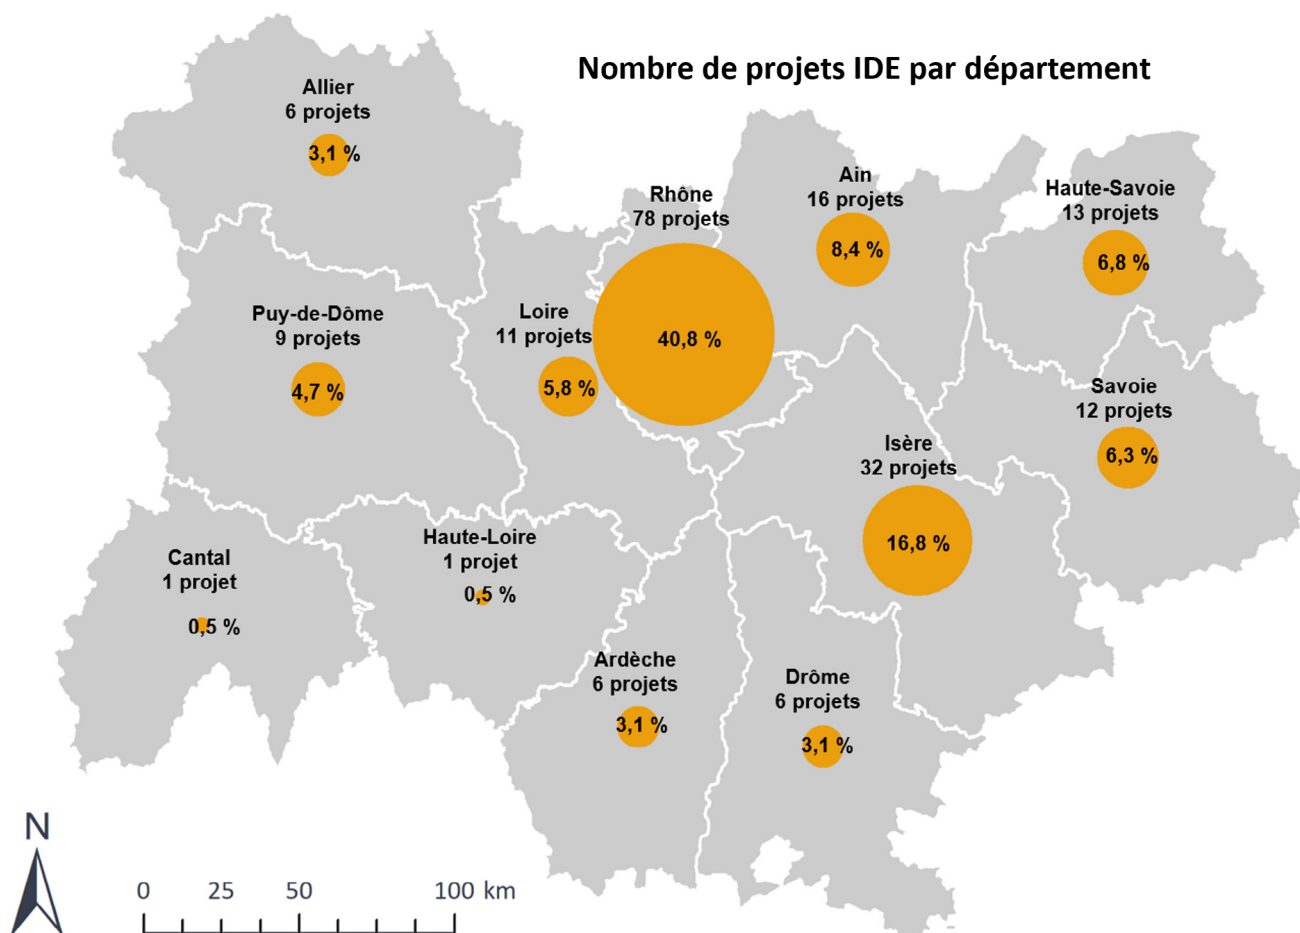 Nombre de projets IDE par département
Allier
6 projets
3,1 %
Rhône
78 projets
40,8 %
Ain
16 projets
8,4 %
Haute-Savoie
13 projets
6,8 %
Puy-de-Dôme
9 projets
4,7 %
Loire
11 projets
5,8 %
Savoie
12 projets
6,3 %
Isère
32 projets
16,8 %
Cantal
1 projet
0,5 %
Haute-Loire
1 projet
0,5 %
Ardèche
6 projets
3,1 %
Drôme
6 projets
3,1 %
N
0 25 50 100 km